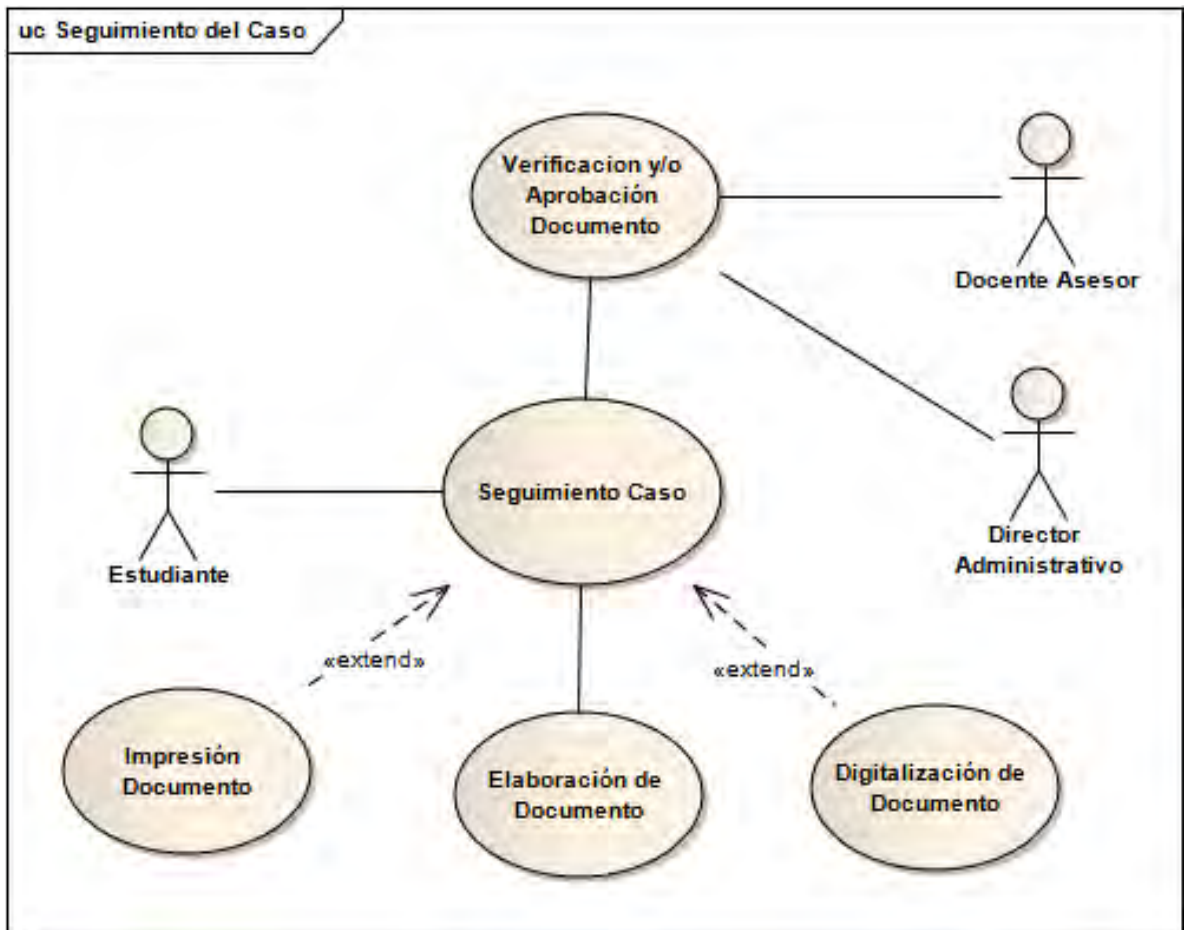 uc Seguimiento del Caso
Verificacion y/o
Aprobación
Documento
Docente Asesor
Seguimiento Caso
Director
Administrativo
Estudiante
«extend»
«extend»
Impresión
Documento
Elaboración de
Documento
Digitalización de
Documento